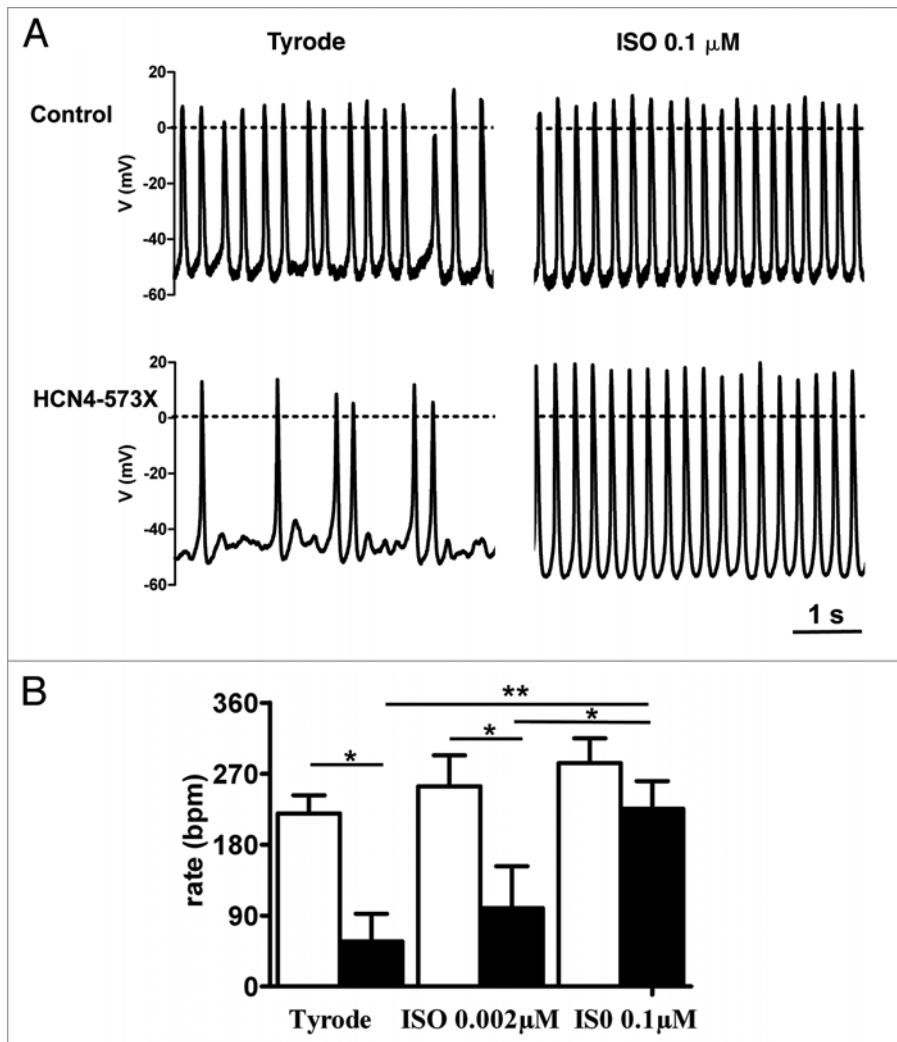 A
Tyrode
ISO 0.1 μM
Control
20
0
-20
-40
-60
V (mV)
HCN4-573X
20
0
-20
-40
-60
V (mV)
1 s
B
**
*
*
*
360
270
180
90
0
rate (bpm)
Tyrode
ISO 0.002μM
IS0 0.1μM